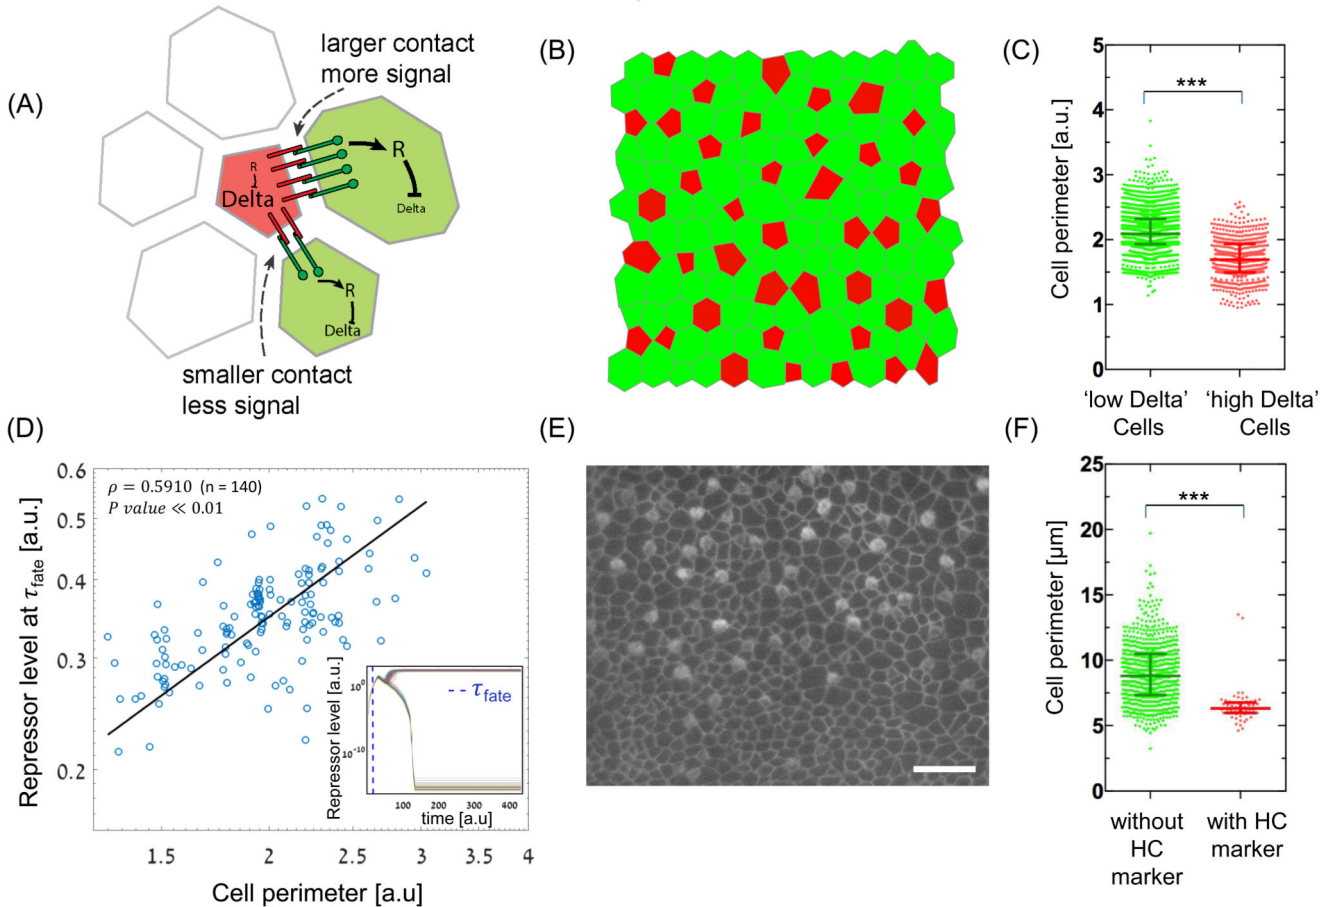 (A)
larger contact
more signal
R
Delta
R
Delta
R
Delta
smaller contact
less signal
(B)
(C)
Cell perimeter [a.u.]
5
4
3
2
1
0
***
'low Delta'
Cells
'high Delta'
Cells
(D)
Repressor level at τfate [a.u.]
0.6
0.5
0.4
0.3
0.2
ρ = 0.5910 (n = 140)
P value ≪ 0.01
Repressor level [a.u.]
10⁰
10⁻¹⁰
τfate
100 200 300 400
time [a.u]
1.5 2 2.5 3 3.5 4
Cell perimeter [a.u]
(E)
(F)
Cell perimeter [µm]
25
20
15
10
5
0
***
without
HC
marker
with HC
marker